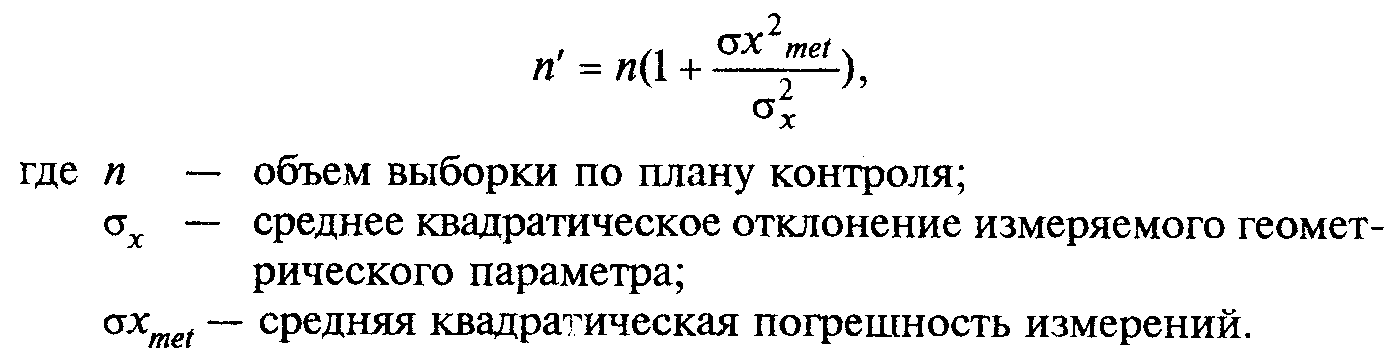 n′ = n(1 + σx²met / σ²x),
где n — объем выборки по плану контроля;
σx — среднее квадратическое отклонение измеряемого геомет-
рического параметра;
σxmet — средняя квадратическая погрешность измерений.